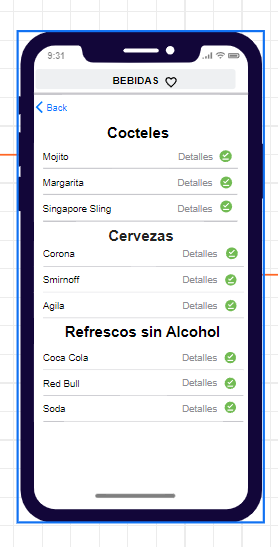 9:31
BEBIDAS
Back
Cocteles
Mojito Detalles
Margarita Detalles
Singapore Sling Detalles
Cervezas
Corona Detalles
Smirnoff Detalles
Agila Detalles
Refrescos sin Alcohol
Coca Cola Detalles
Red Bull Detalles
Soda Detalles